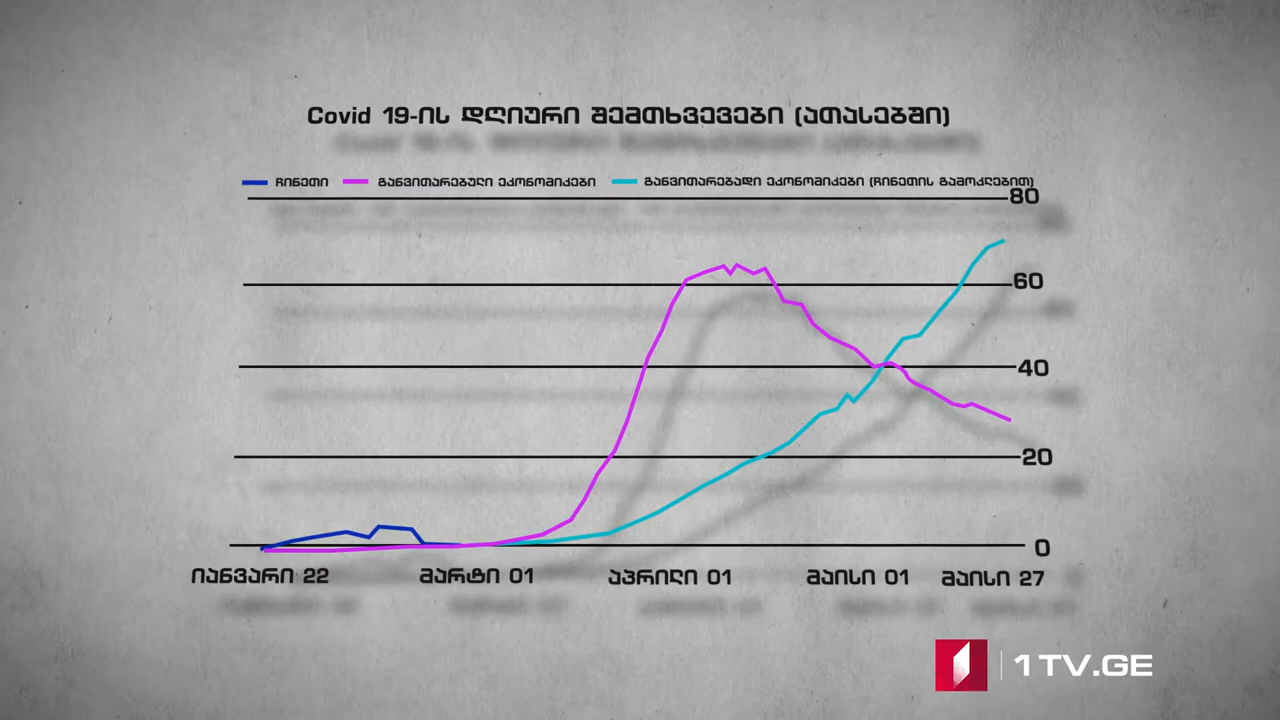 Covid 19-ის დღიური შემთხვევები (ათასებში)
ჩინეთი განვითარებული ეკონომიკები განვითარებადი ეკონომიკები (ჩინეთის გამოკლებით)
80
60
40
20
0
იანვარი 22 მარტი 01 აპრილი 01 მაისი 01 მაისი 27
1TV.GE